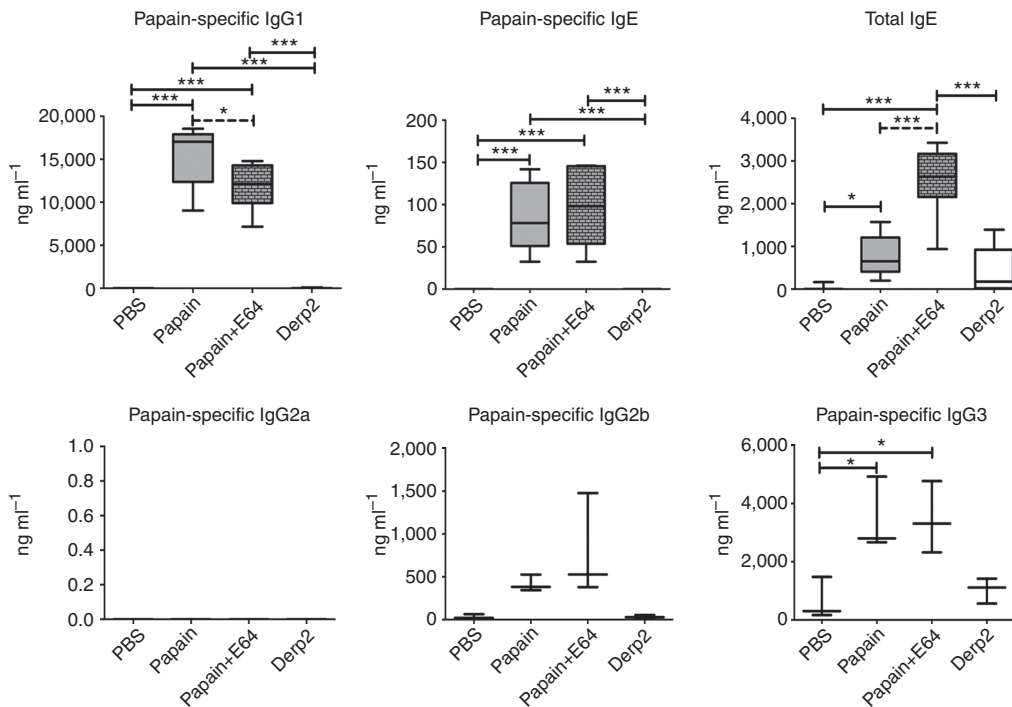 Papain-specific IgG1
***
***
***
***
*
20,000
15,000
10,000
5,000
0
ng ml⁻¹
PBS
Papain
Papain+E64
Derp2
Papain-specific IgE
***
***
***
***
200
150
100
50
0
ng ml⁻¹
PBS
Papain
Papain+E64
Derp2
Total IgE
***
***
***
*
4,000
3,000
2,000
1,000
0
ng ml⁻¹
PBS
Papain
Papain+E64
Derp2
Papain-specific IgG2a
1.0
0.8
0.6
0.4
0.2
0.0
ng ml⁻¹
PBS
Papain
Papain+E64
Derp2
Papain-specific IgG2b
2,000
1,500
1,000
500
0
ng ml⁻¹
PBS
Papain
Papain+E64
Derp2
Papain-specific IgG3
*
*
6,000
4,000
2,000
0
ng ml⁻¹
PBS
Papain
Papain+E64
Derp2